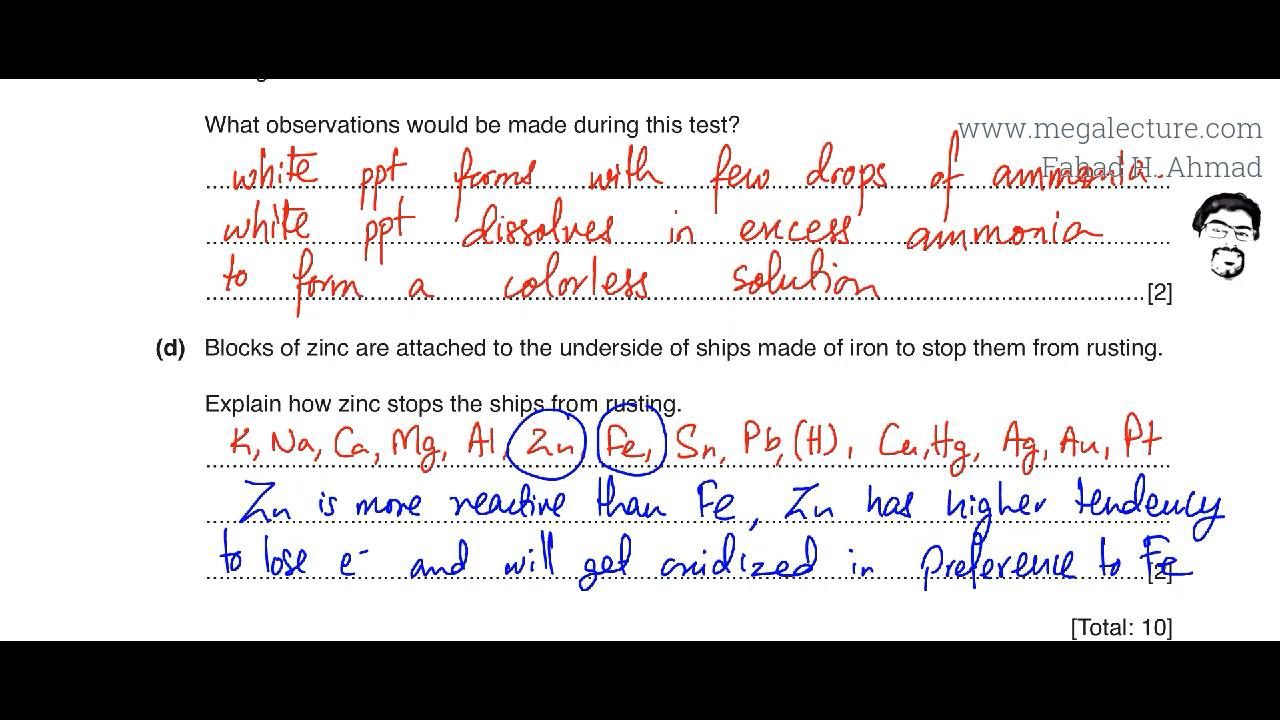 What observations would be made during this test?
www.megalecture.com
Fahad H. Ahmad
white ppt forms with few drops of ammonia.
white ppt dissolves in excess ammonia
to form a colorless solution [2]
(d) Blocks of zinc are attached to the underside of ships made of iron to stop them from rusting.
Explain how zinc stops the ships from rusting.
K, Na, Ca, Mg, Al, Zn, Fe, Sn, Pb, (H), Cu, Hg, Ag, Au, Pt
Zn is more reactive than Fe, Zn has higher tendency
to lose e⁻ and will get oxidized in preference to Fe [2]
[Total: 10]